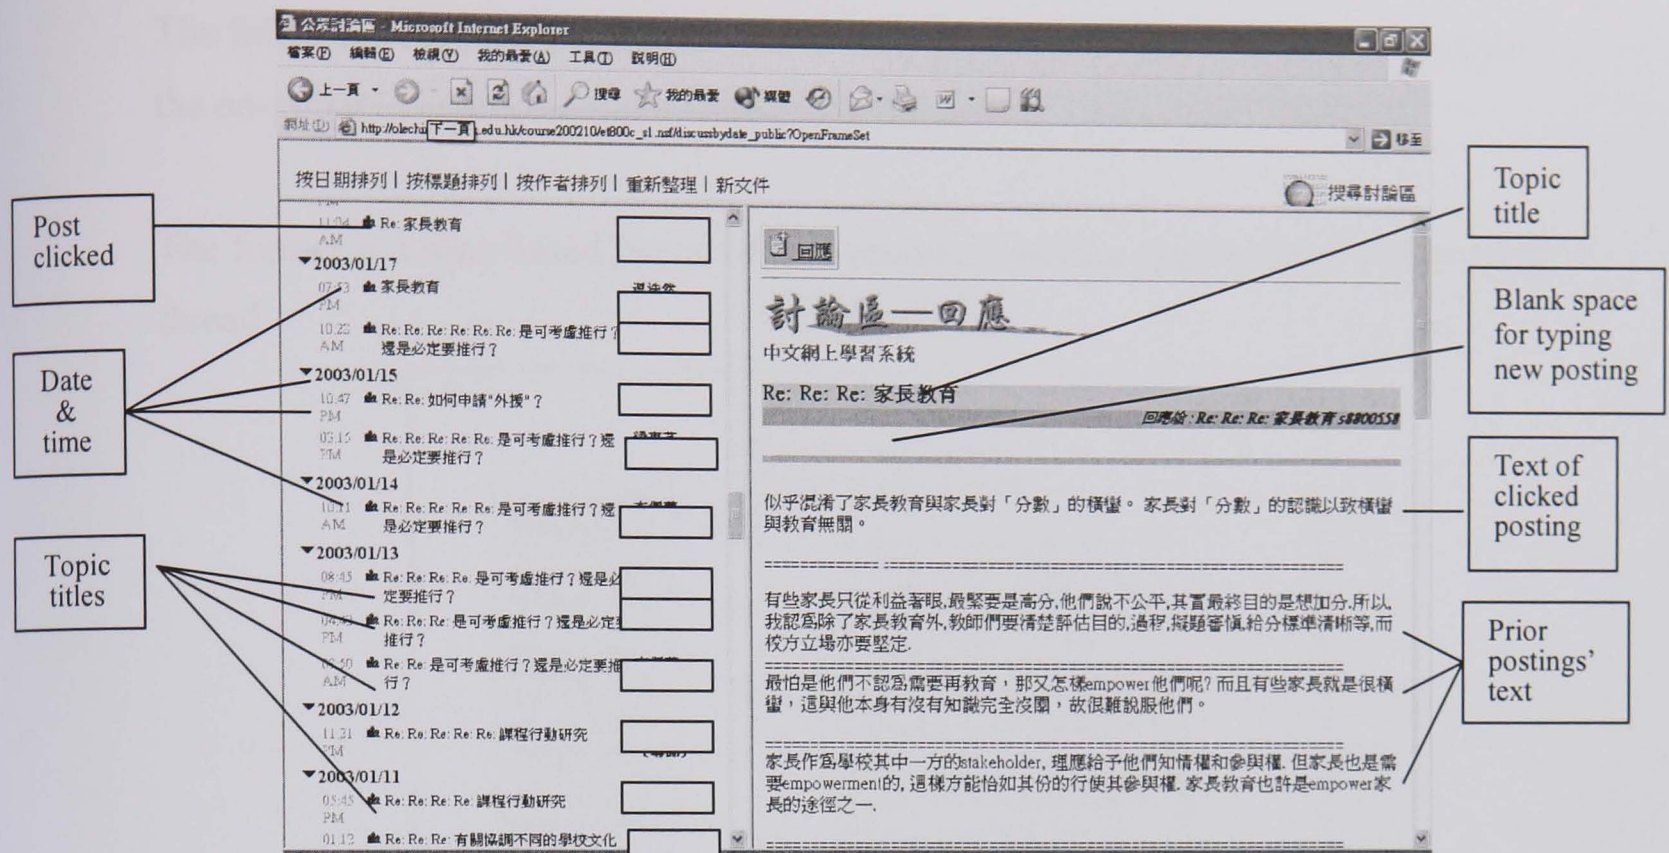 公眾討論區 - Microsoft Internet Explorer
檔案(F) 編輯(E) 檢視(V) 我的最愛(A) 工具(T) 說明(H)
上一頁 搜尋 我的最愛 媒體
網址(D) http://olechi 下一頁 .edu.hk/course200210/et800c_s1.nsf/discussbydate_public?OpenFrameSet 移至
按日期排列 | 按標題排列 | 按作者排列 | 重新整理 | 新文件
搜尋討論區
Post
clicked
Date
&
time
Topic
titles
PM
11:04 Re: 家長教育
AM
2003/01/17
07:53 家長教育
PM
10:28 Re: Re: Re: Re: Re: Re: 是可考慮推行？
AM 還是必定要推行？
2003/01/15
10:47 Re: Re: 如何申請"外援"？
PM
03:15 Re: Re: Re: Re: Re: 是可考慮推行？還
PM 是必定要推行？
2003/01/14
10:11 Re: Re: Re: Re: Re: 是可考慮推行？還
AM 是必定要推行？
2003/01/13
08:45 Re: Re: Re: Re: 是可考慮推行？還是必
PM 定要推行？
Re: Re: Re: 是可考慮推行？還是必定
PM 推行？
Re: Re: 是可考慮推行？還是必定要推
AM 行？
2003/01/12
11:21 Re: Re: Re: Re: Re: 課程行動研究
PM
2003/01/11
05:45 Re: Re: Re: Re: 課程行動研究
PM
01:12 Re: Re: Re: 有關協調不同的學校文化
回應
討論區—回應
中文網上學習系統
Re: Re: Re: 家長教育
回應給 : Re: Re: Re: 家長教育 s8800558
似乎混淆了家長教育與家長對「分數」的橫蠻。 家長對「分數」的認識以致橫蠻
與教育無關。
有些家長只從利益著眼,最緊要是高分,他們說不公平,其實最終目的是想加分.所以,
我認為除了家長教育外,教師們要清楚評估目的,過程,擬題審慎,給分標準清晰等,而
校方立場亦要堅定.
最怕是他們不認為需要再教育，那又怎樣empower他們呢? 而且有些家長就是很橫
蠻，這與他本身有沒有知識完全沒關，故很難說服他們。
家長作為學校其中一方的stakeholder, 理應給予他們知情權和參與權. 但家長也是需
要empowerment的, 這樣方能恰如其份的行使其參與權. 家長教育也許是empower家
長的途徑之一.
Topic
title
Blank space
for typing
new posting
Text of
clicked
posting
Prior
postings’
text